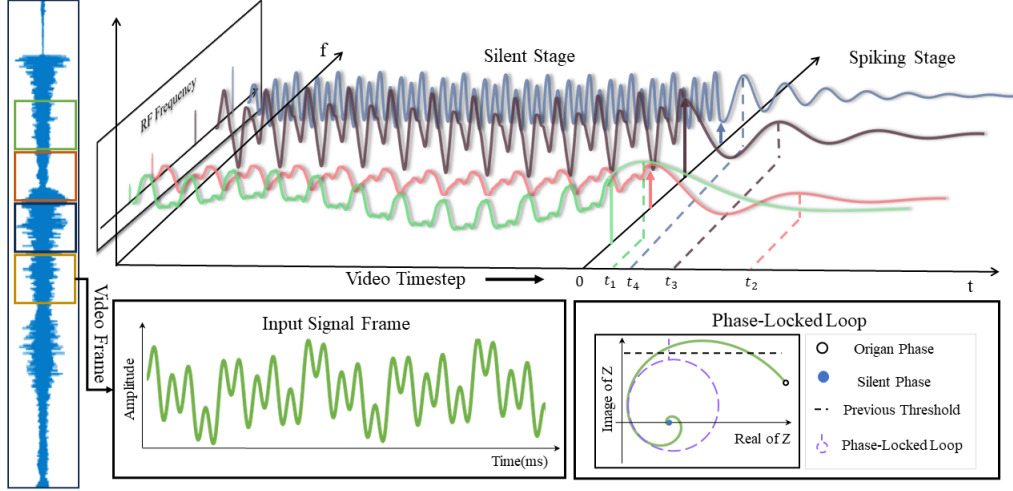 f
Silent Stage
Spiking Stage
RF Frequency
Video Timestep
0
t₁
t₄
t₃
t₂
t
Video Frame
Input Signal Frame
Amplitude
Time(ms)
Phase-Locked Loop
Image of Z
Real of Z
Origan Phase
Silent Phase
Previous Threshold
Phase-Locked Loop